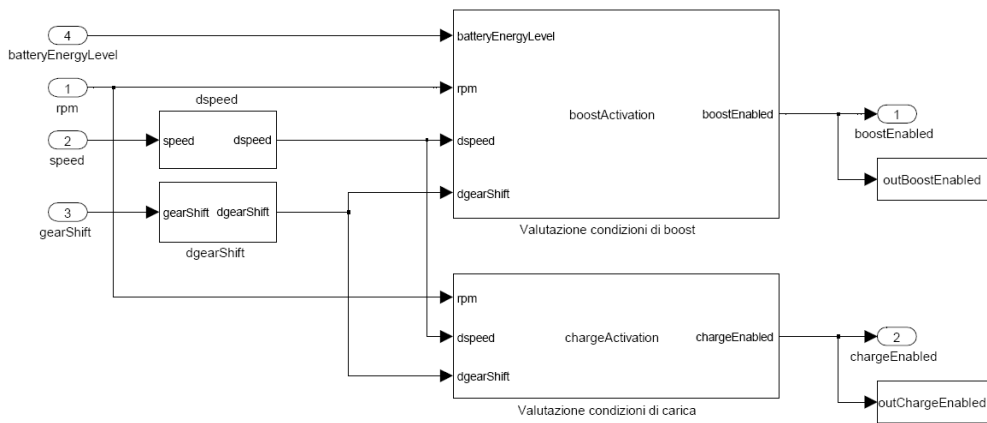 4
batteryEnergyLevel
1
rpm
2
speed
3
gearShift
dspeed
speed dspeed
gearShift dgearShift
dgearShift
batteryEnergyLevel
rpm
dspeed
dgearShift
boostActivation
boostEnabled
Valutazione condizioni di boost
1
boostEnabled
outBoostEnabled
rpm
dspeed
dgearShift
chargeActivation
chargeEnabled
Valutazione condizioni di carica
2
chargeEnabled
outChargeEnabled